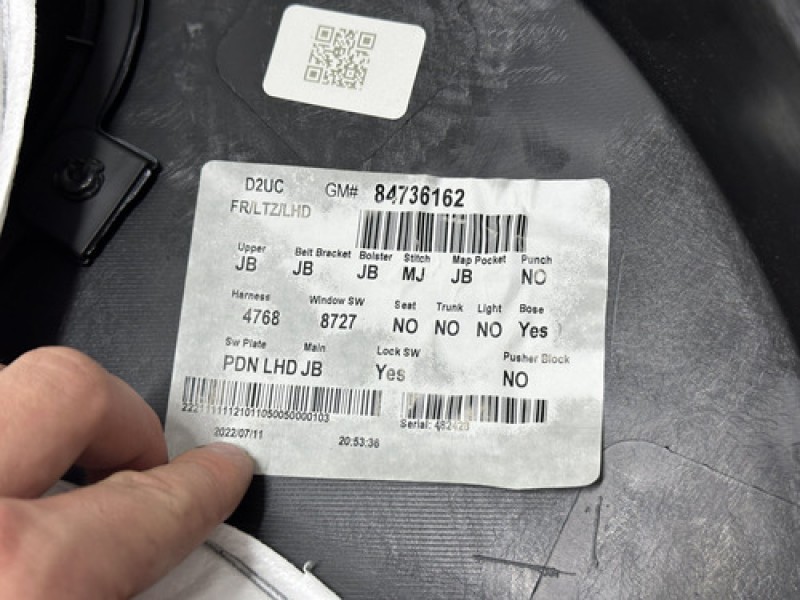 D2UC GM# 84736162
FR/LTZ/LHD
Upper Belt Bracket Bolster Stitch Map Pocket Punch
JB JB JB MJ JB NO
Harness Window SW Seat Trunk Light Bose
4768 8727 NO NO NO Yes
Sw Plate Main Lock SW Pusher Block
PDN LHD JB Yes NO
Serial: 482423
2022/07/11 20:53:36